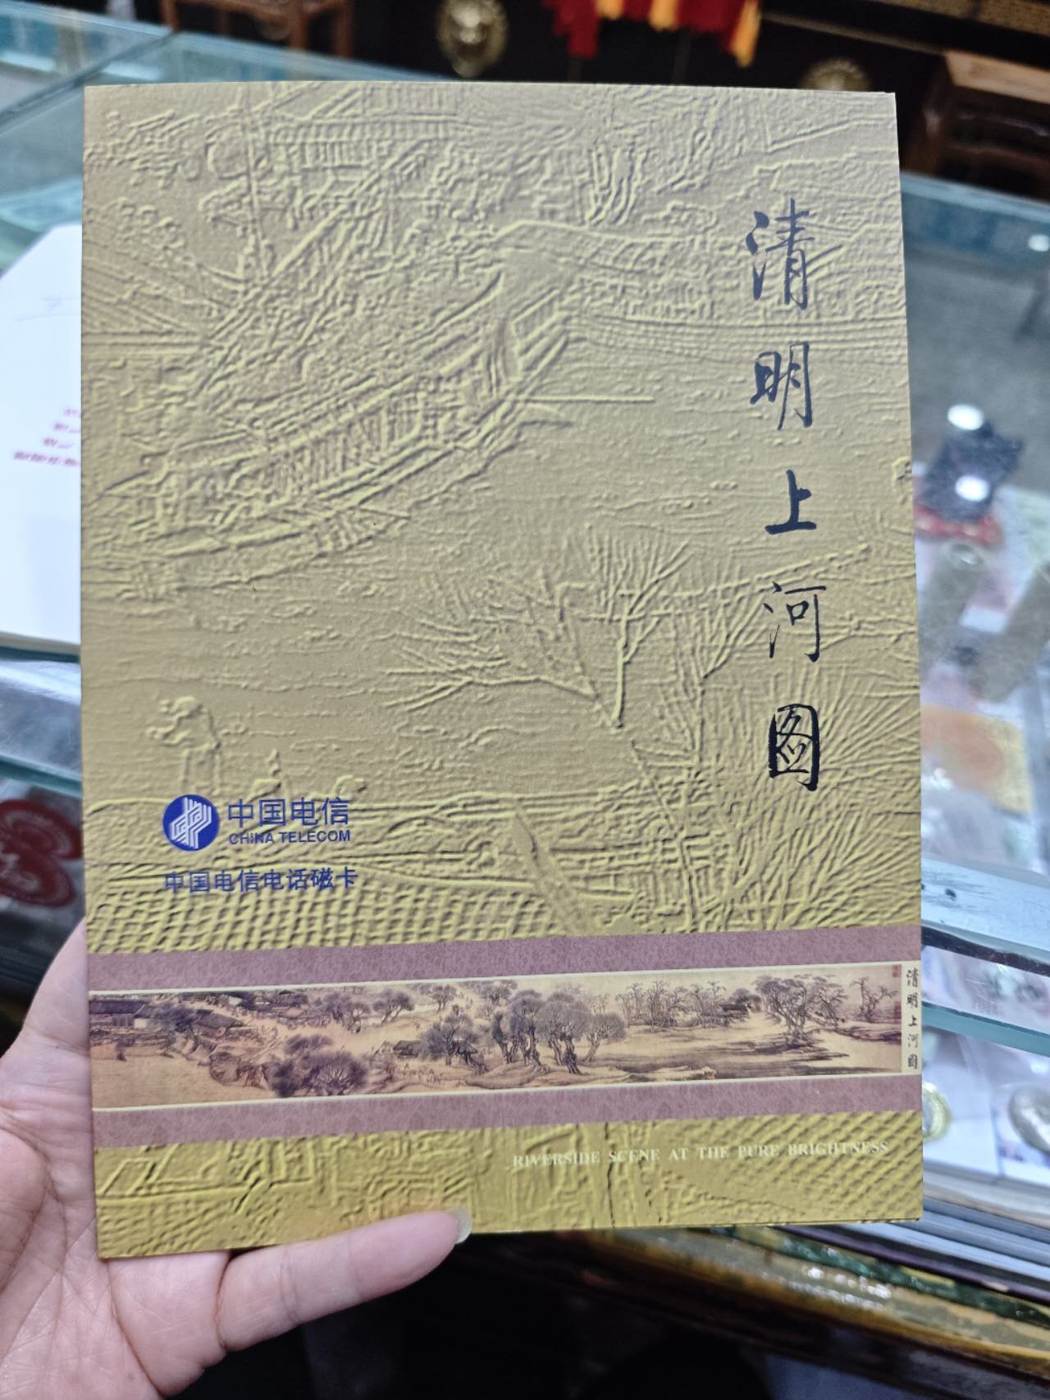 清明上河图
中国电信
CHINA TELECOM
中国电信电话磁卡
清明上河图
RIVERSIDE SCENE AT THE PURE BRIGHTNESS